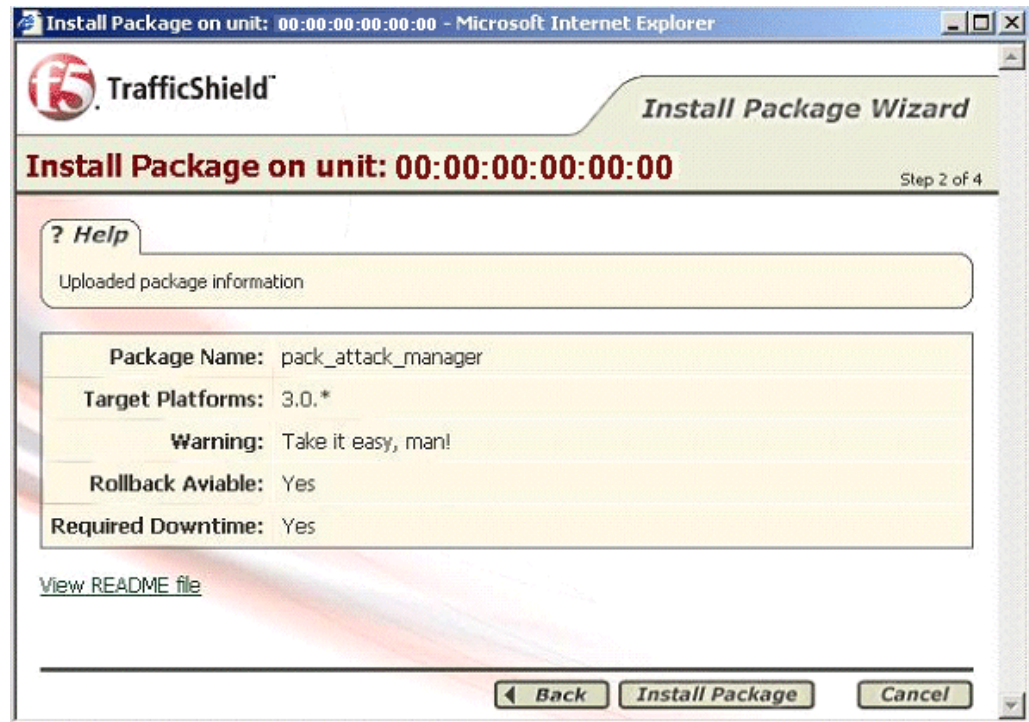 Install Package on unit: 00:00:00:00:00:00 - Microsoft Internet Explorer
f5 TrafficShield™
Install Package Wizard
Install Package on unit: 00:00:00:00:00:00
Step 2 of 4
? Help
Uploaded package information
Package Name: pack_attack_manager
Target Platforms: 3.0.*
Warning: Take it easy, man!
Rollback Aviable: Yes
Required Downtime: Yes
View README file
Back Install Package Cancel